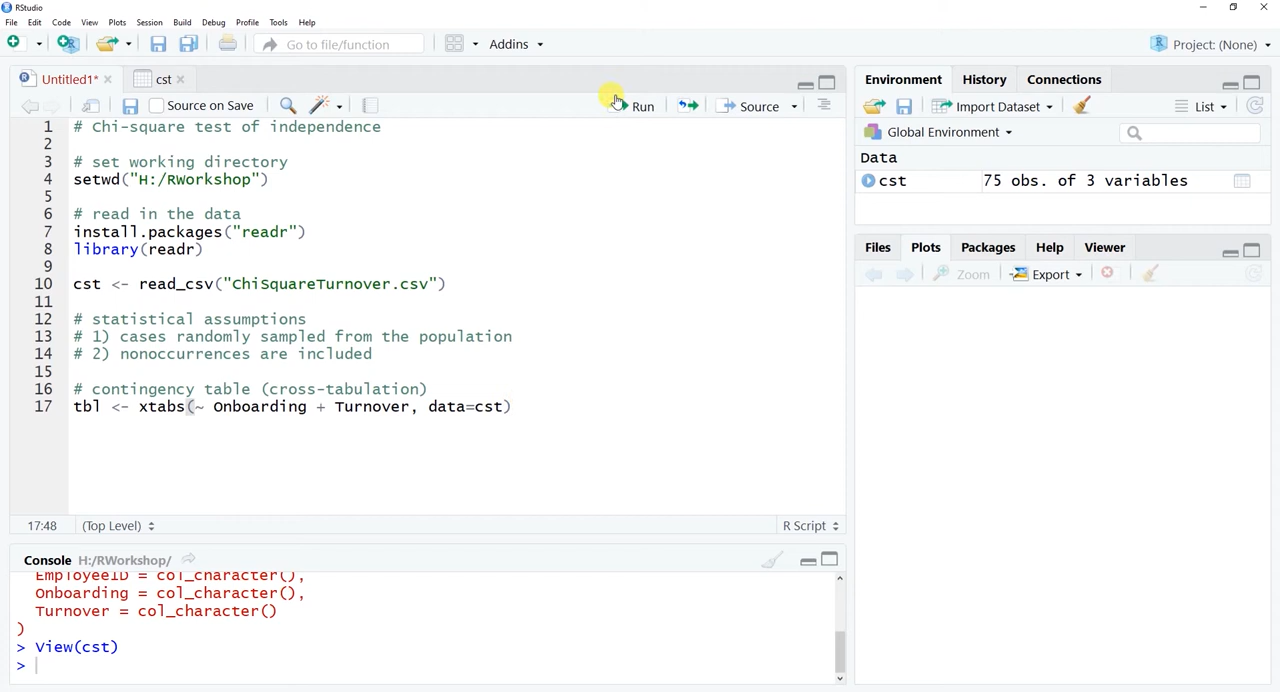 RStudio
File Edit Code View Plots Session Build Debug Profile Tools Help
Go to file/function Addins Project: (None)
Untitled1* cst
Source on Save Run Source
1 # Chi-square test of independence
2
3 # set working directory
4 setwd("H:/RWorkshop")
5
6 # read in the data
7 install.packages("readr")
8 library(readr)
9
10 cst <- read_csv("ChiSquareTurnover.csv")
11
12 # statistical assumptions
13 # 1) cases randomly sampled from the population
14 # 2) nonoccurrences are included
15
16 # contingency table (cross-tabulation)
17 tbl <- xtabs(~ Onboarding + Turnover, data=cst)
17:48 (Top Level) R Script
Console H:/RWorkshop/
EmployeeID = col_character(),
Onboarding = col_character(),
Turnover = col_character()
)
> View(cst)
>
Environment History Connections
Import Dataset List
Global Environment
Data
cst 75 obs. of 3 variables
Files Plots Packages Help Viewer
Zoom Export